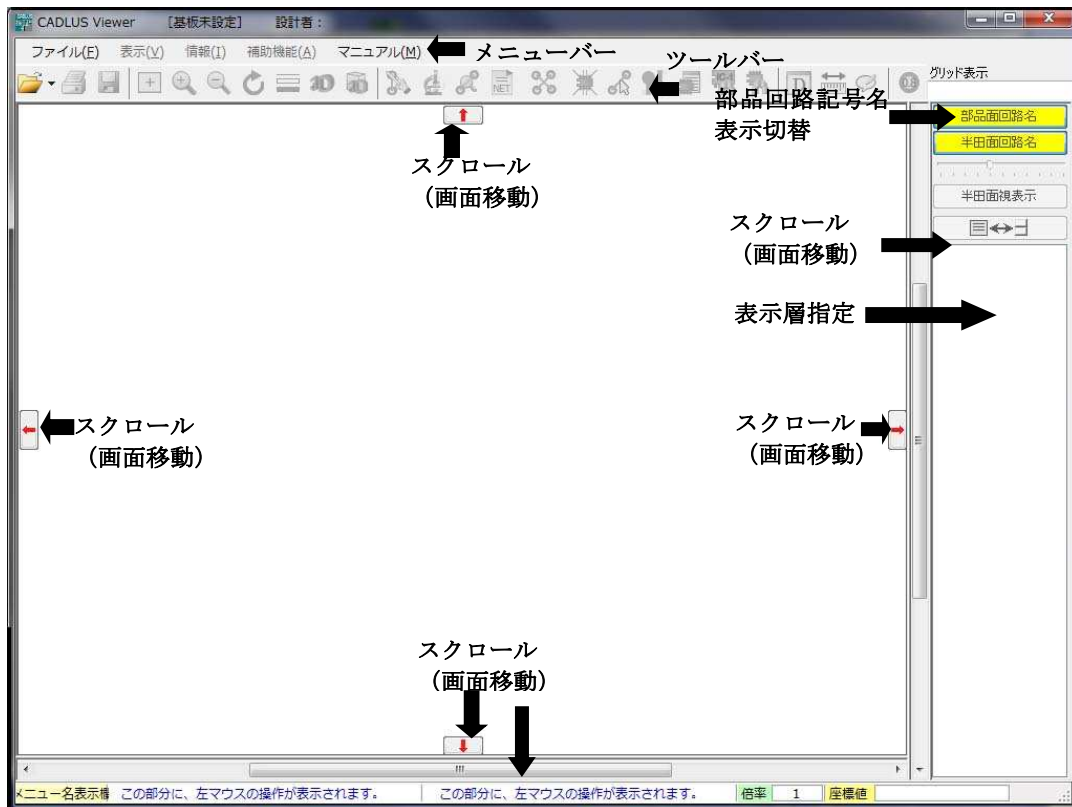 CADLUS Viewer [基板未設定] 設計者：
ファイル(F) 表示(V) 情報(I) 補助機能(A) マニュアル(M)
メニューバー
ツールバー
グリッド表示
部品回路記号名
表示切替
部品面回路名
半田面回路名
半田面視表示
スクロール
（画面移動）
スクロール
（画面移動）
表示層指定
スクロール
（画面移動）
スクロール
（画面移動）
スクロール
（画面移動）
メニュー名表示欄 この部分に、左マウスの操作が表示されます。 この部分に、左マウスの操作が表示されます。 倍率 1 座標値